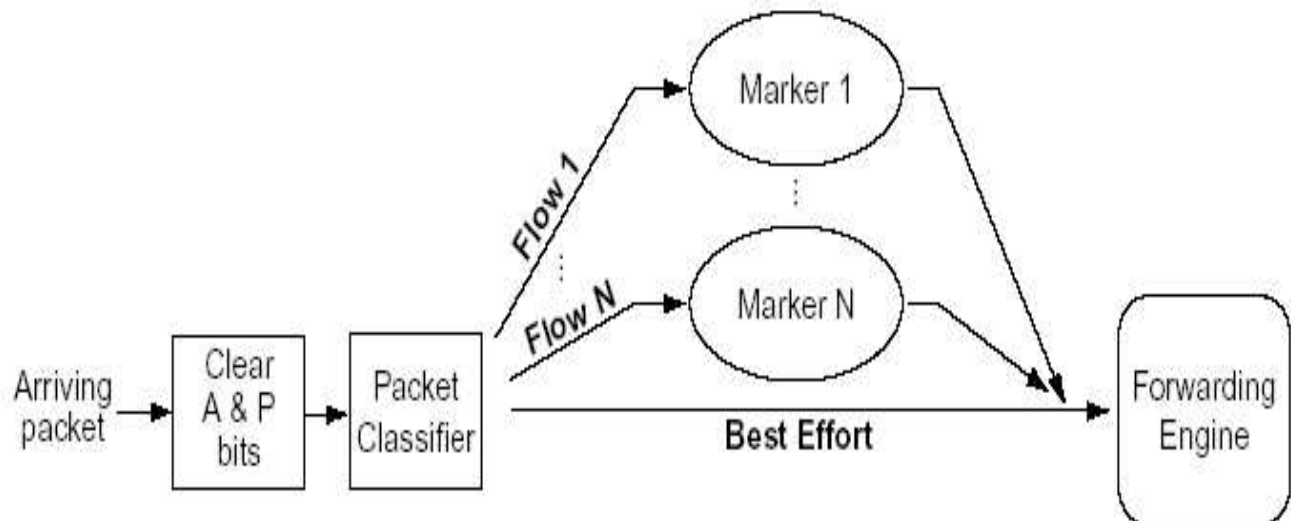 Marker 1
Flow 1
Flow N
Marker N
Arriving
packet
Clear
A & P
bits
Packet
Classifier
Best Effort
Forwarding
Engine